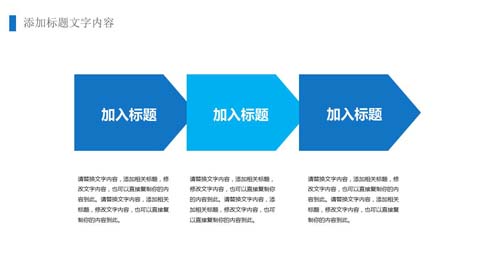 添加标题文字内容
加入标题
加入标题
加入标题
请替换文字内容，添加相关标题，修
改文字内容，也可以直接复制你的内
容到此。请替换文字内容，添加相关标
题，修改文字内容，也可以直接复
制你的内容到此。
请替换文字内容，添加相关标题，
修改文字内容，也可以直接复制你
的内容到此。请替换文字内容，添
加相关标题，修改文字内容，也可
以直接复制你的内容到此。
请替换文字内容，添加相关标题，修
改文字内容，也可以直接复制你的内
容到此。请替换文字内容，添加相关标
题，修改文字内容，也可以直接复
制你的内容到此。